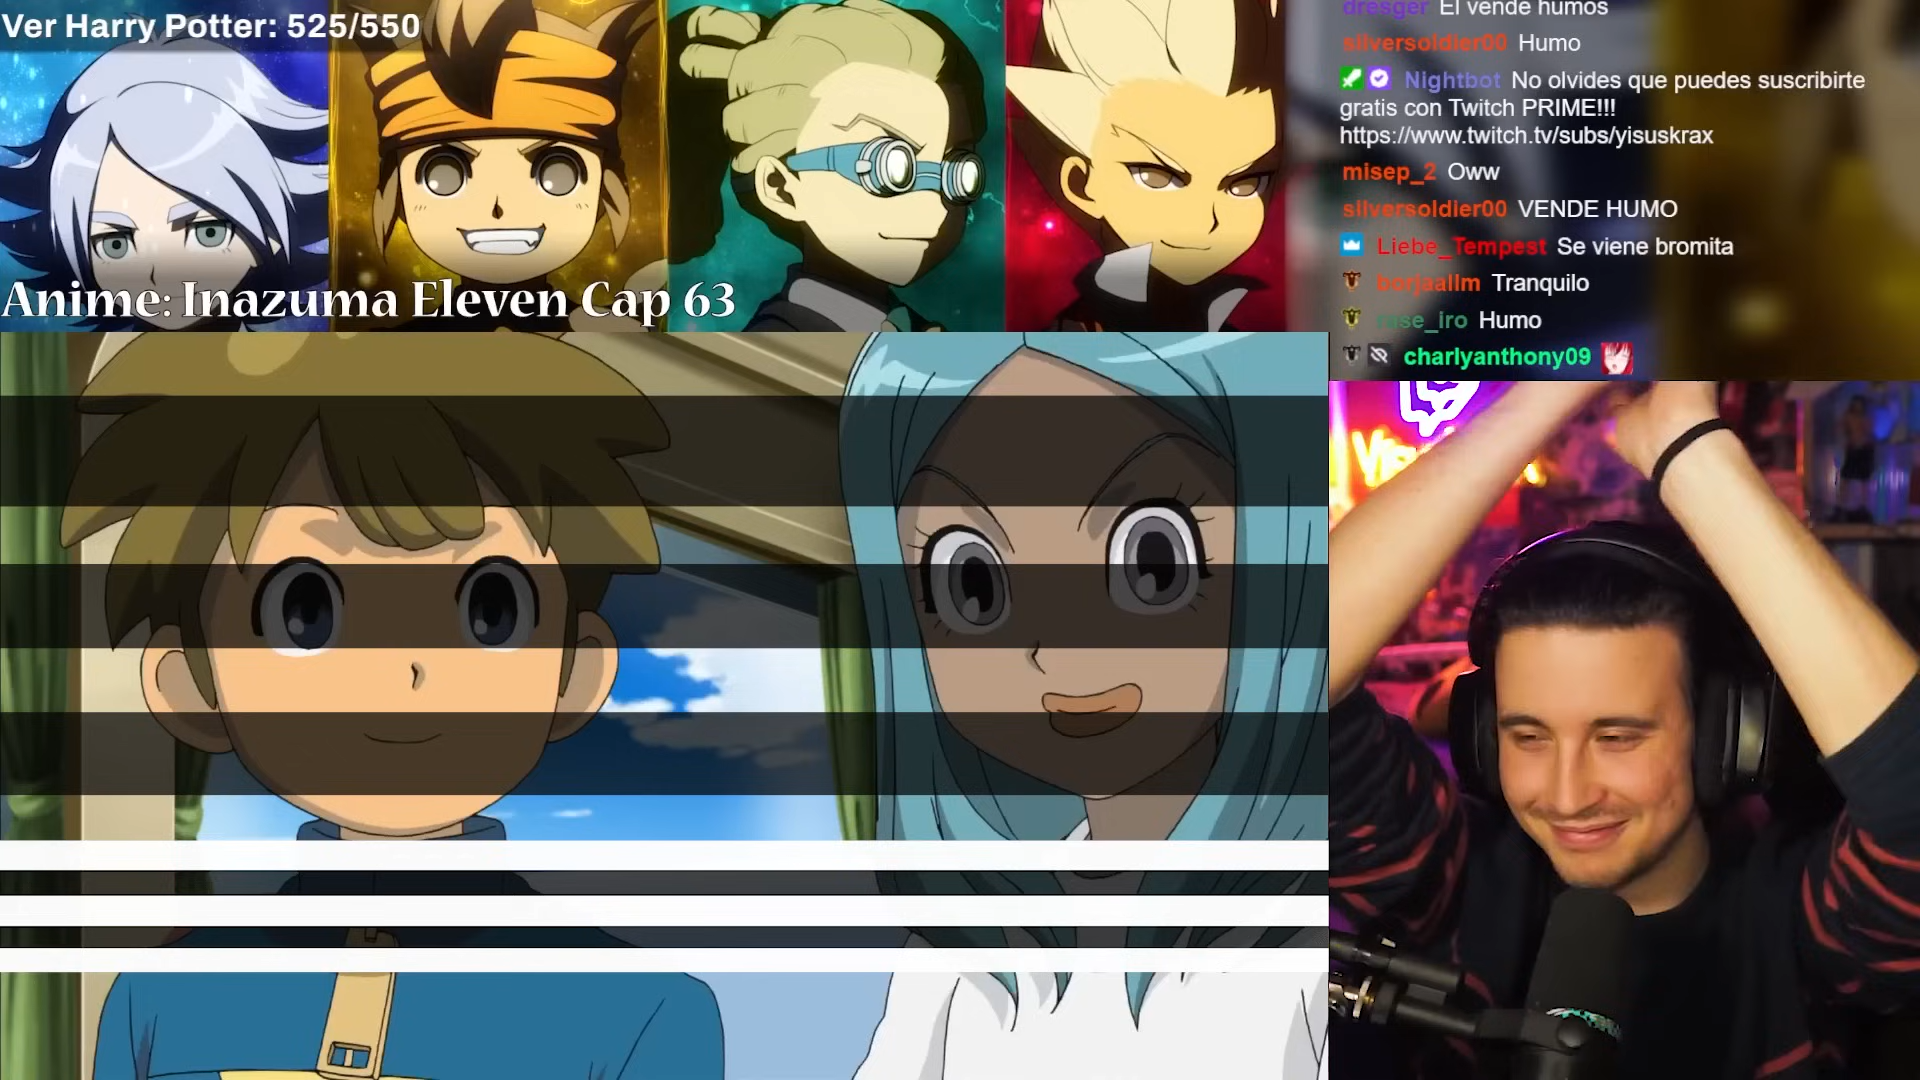 Ver Harry Potter: 525/550
Anime: Inazuma Eleven Cap 63
dresger El vende humos
silversoldier00 Humo
Nightbot No olvides que puedes suscribirte
gratis con Twitch PRIME!!!
https://www.twitch.tv/subs/yisuskrax
misep_2 Oww
silversoldier00 VENDE HUMO
Liebe_Tempest Se viene bromita
borjaallm Tranquilo
rase_iro Humo
charlyanthony09